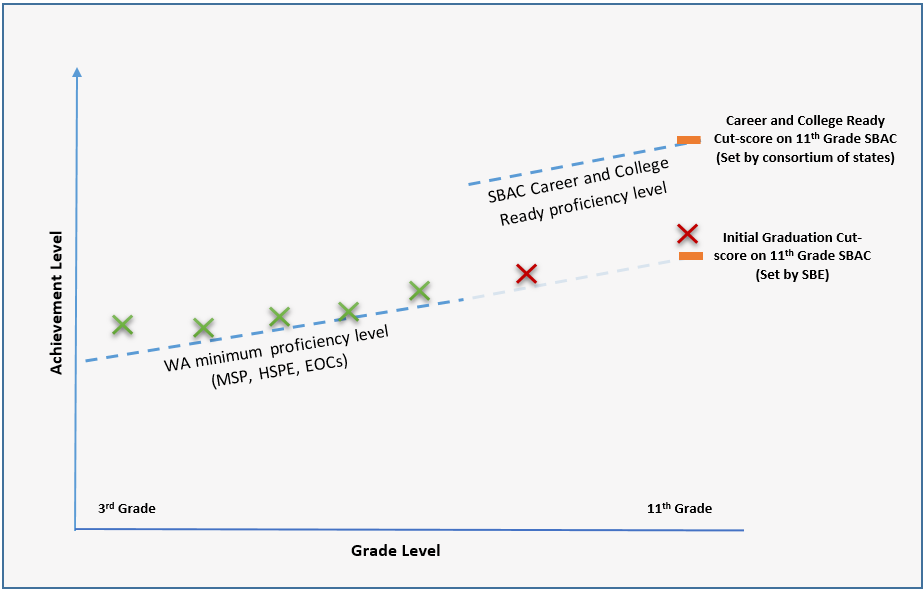 Career and College Ready
Cut-score on 11th Grade SBAC
(Set by consortium of states)
SBAC Career and College
Ready proficiency level
Initial Graduation Cut-
score on 11th Grade SBAC
(Set by SBE)
Achievement Level
WA minimum proficiency level
(MSP, HSPE, EOCs)
3rd Grade
11th Grade
Grade Level